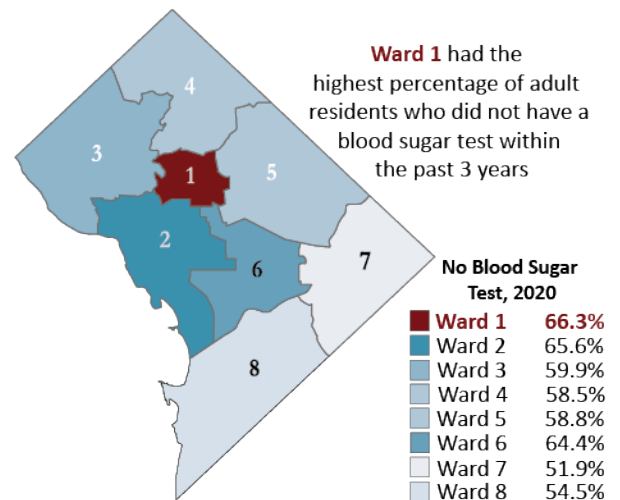 Ward 1 had the
highest percentage of adult
residents who did not have a
blood sugar test within
the past 3 years
4
3
1
5
2
6
7
8
No Blood Sugar
Test, 2020
Ward 1 66.3%
Ward 2 65.6%
Ward 3 59.9%
Ward 4 58.5%
Ward 5 58.8%
Ward 6 64.4%
Ward 7 51.9%
Ward 8 54.5%